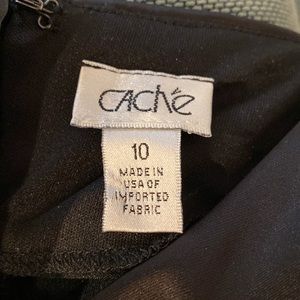 CAChé
10
MADE IN
USA OF
IMPORTED
FABRIC